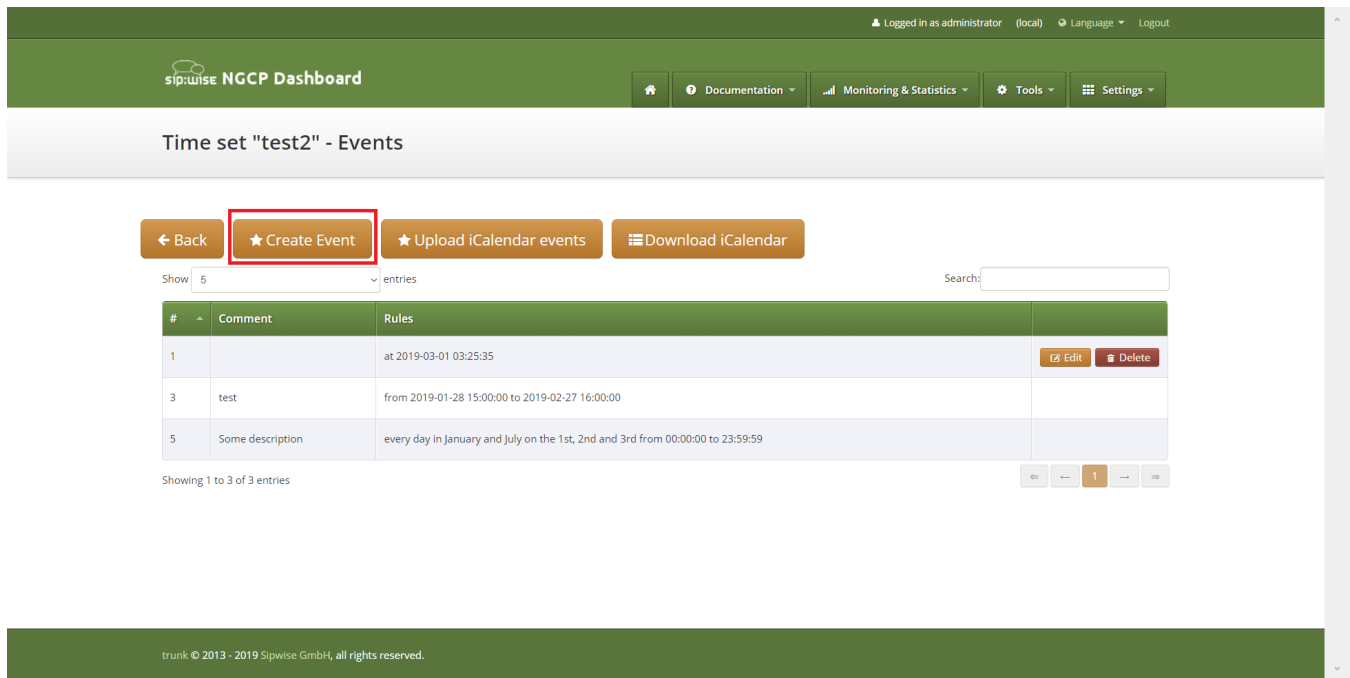 Logged in as administrator (local) Language Logout
sip:wise NGCP Dashboard
Documentation Monitoring & Statistics Tools Settings
Time set "test2" - Events
Back Create Event Upload iCalendar events Download iCalendar
Show 5 entries Search:
# Comment Rules
1 at 2019-03-01 03:25:35 Edit Delete
3 test from 2019-01-28 15:00:00 to 2019-02-27 16:00:00
5 Some description every day in January and July on the 1st, 2nd and 3rd from 00:00:00 to 23:59:59
Showing 1 to 3 of 3 entries ⇐ ← 1 → ⇒
trunk © 2013 - 2019 Sipwise GmbH, all rights reserved.